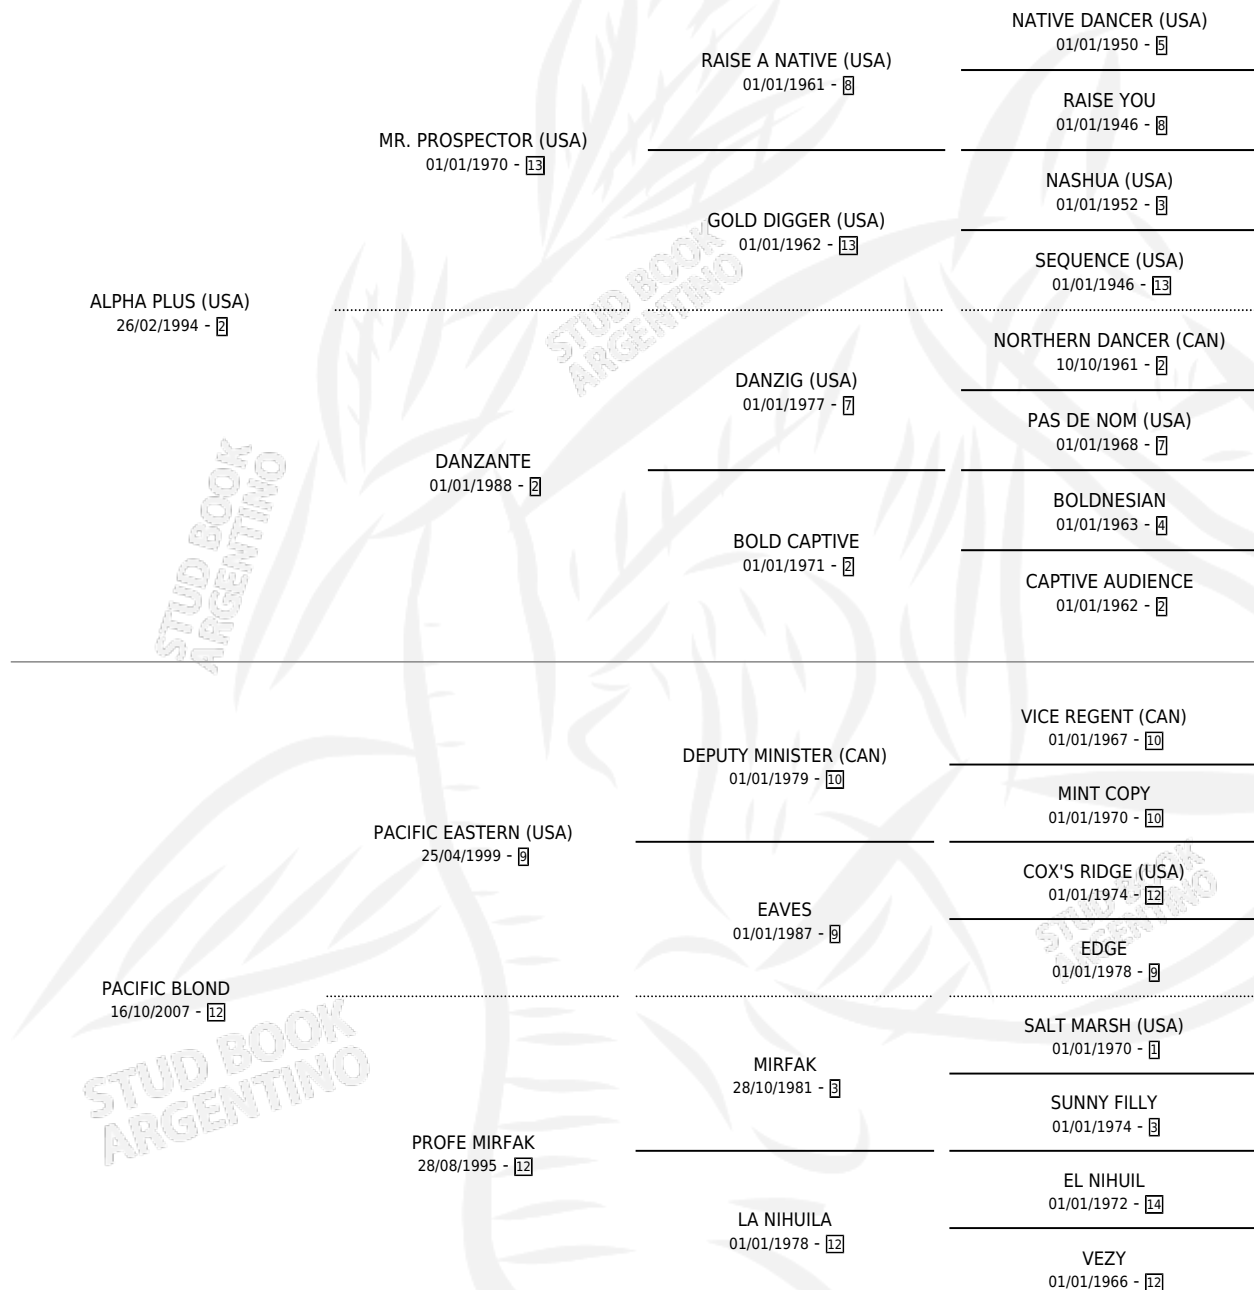 NATIVE DANCER (USA)
01/01/1950 - 5
RAISE A NATIVE (USA)
01/01/1961 - 8
RAISE YOU
01/01/1946 - 8
MR. PROSPECTOR (USA)
01/01/1970 - 13
NASHUA (USA)
01/01/1952 - 3
GOLD DIGGER (USA)
01/01/1962 - 13
SEQUENCE (USA)
01/01/1946 - 13
ALPHA PLUS (USA)
26/02/1994 - 2
NORTHERN DANCER (CAN)
10/10/1961 - 2
DANZIG (USA)
01/01/1977 - 7
PAS DE NOM (USA)
01/01/1968 - 7
DANZANTE
01/01/1988 - 2
BOLDNESIAN
01/01/1963 - 4
BOLD CAPTIVE
01/01/1971 - 2
CAPTIVE AUDIENCE
01/01/1962 - 2
VICE REGENT (CAN)
01/01/1967 - 10
DEPUTY MINISTER (CAN)
01/01/1979 - 10
MINT COPY
01/01/1970 - 10
PACIFIC EASTERN (USA)
25/04/1999 - 9
COX'S RIDGE (USA)
01/01/1974 - 12
EAVES
01/01/1987 - 9
EDGE
01/01/1978 - 9
PACIFIC BLOND
16/10/2007 - 12
SALT MARSH (USA)
01/01/1970 - 1
MIRFAK
28/10/1981 - 3
SUNNY FILLY
01/01/1974 - 3
PROFE MIRFAK
28/08/1995 - 12
EL NIHUIL
01/01/1972 - 14
LA NIHUILA
01/01/1978 - 12
VEZY
01/01/1966 - 12
STUD BOOK
ARGENTINO
STUD BOOK
ARGENTINO
STUD BOOK
ARGENTINO
STUD BOOK
ARGENTINO